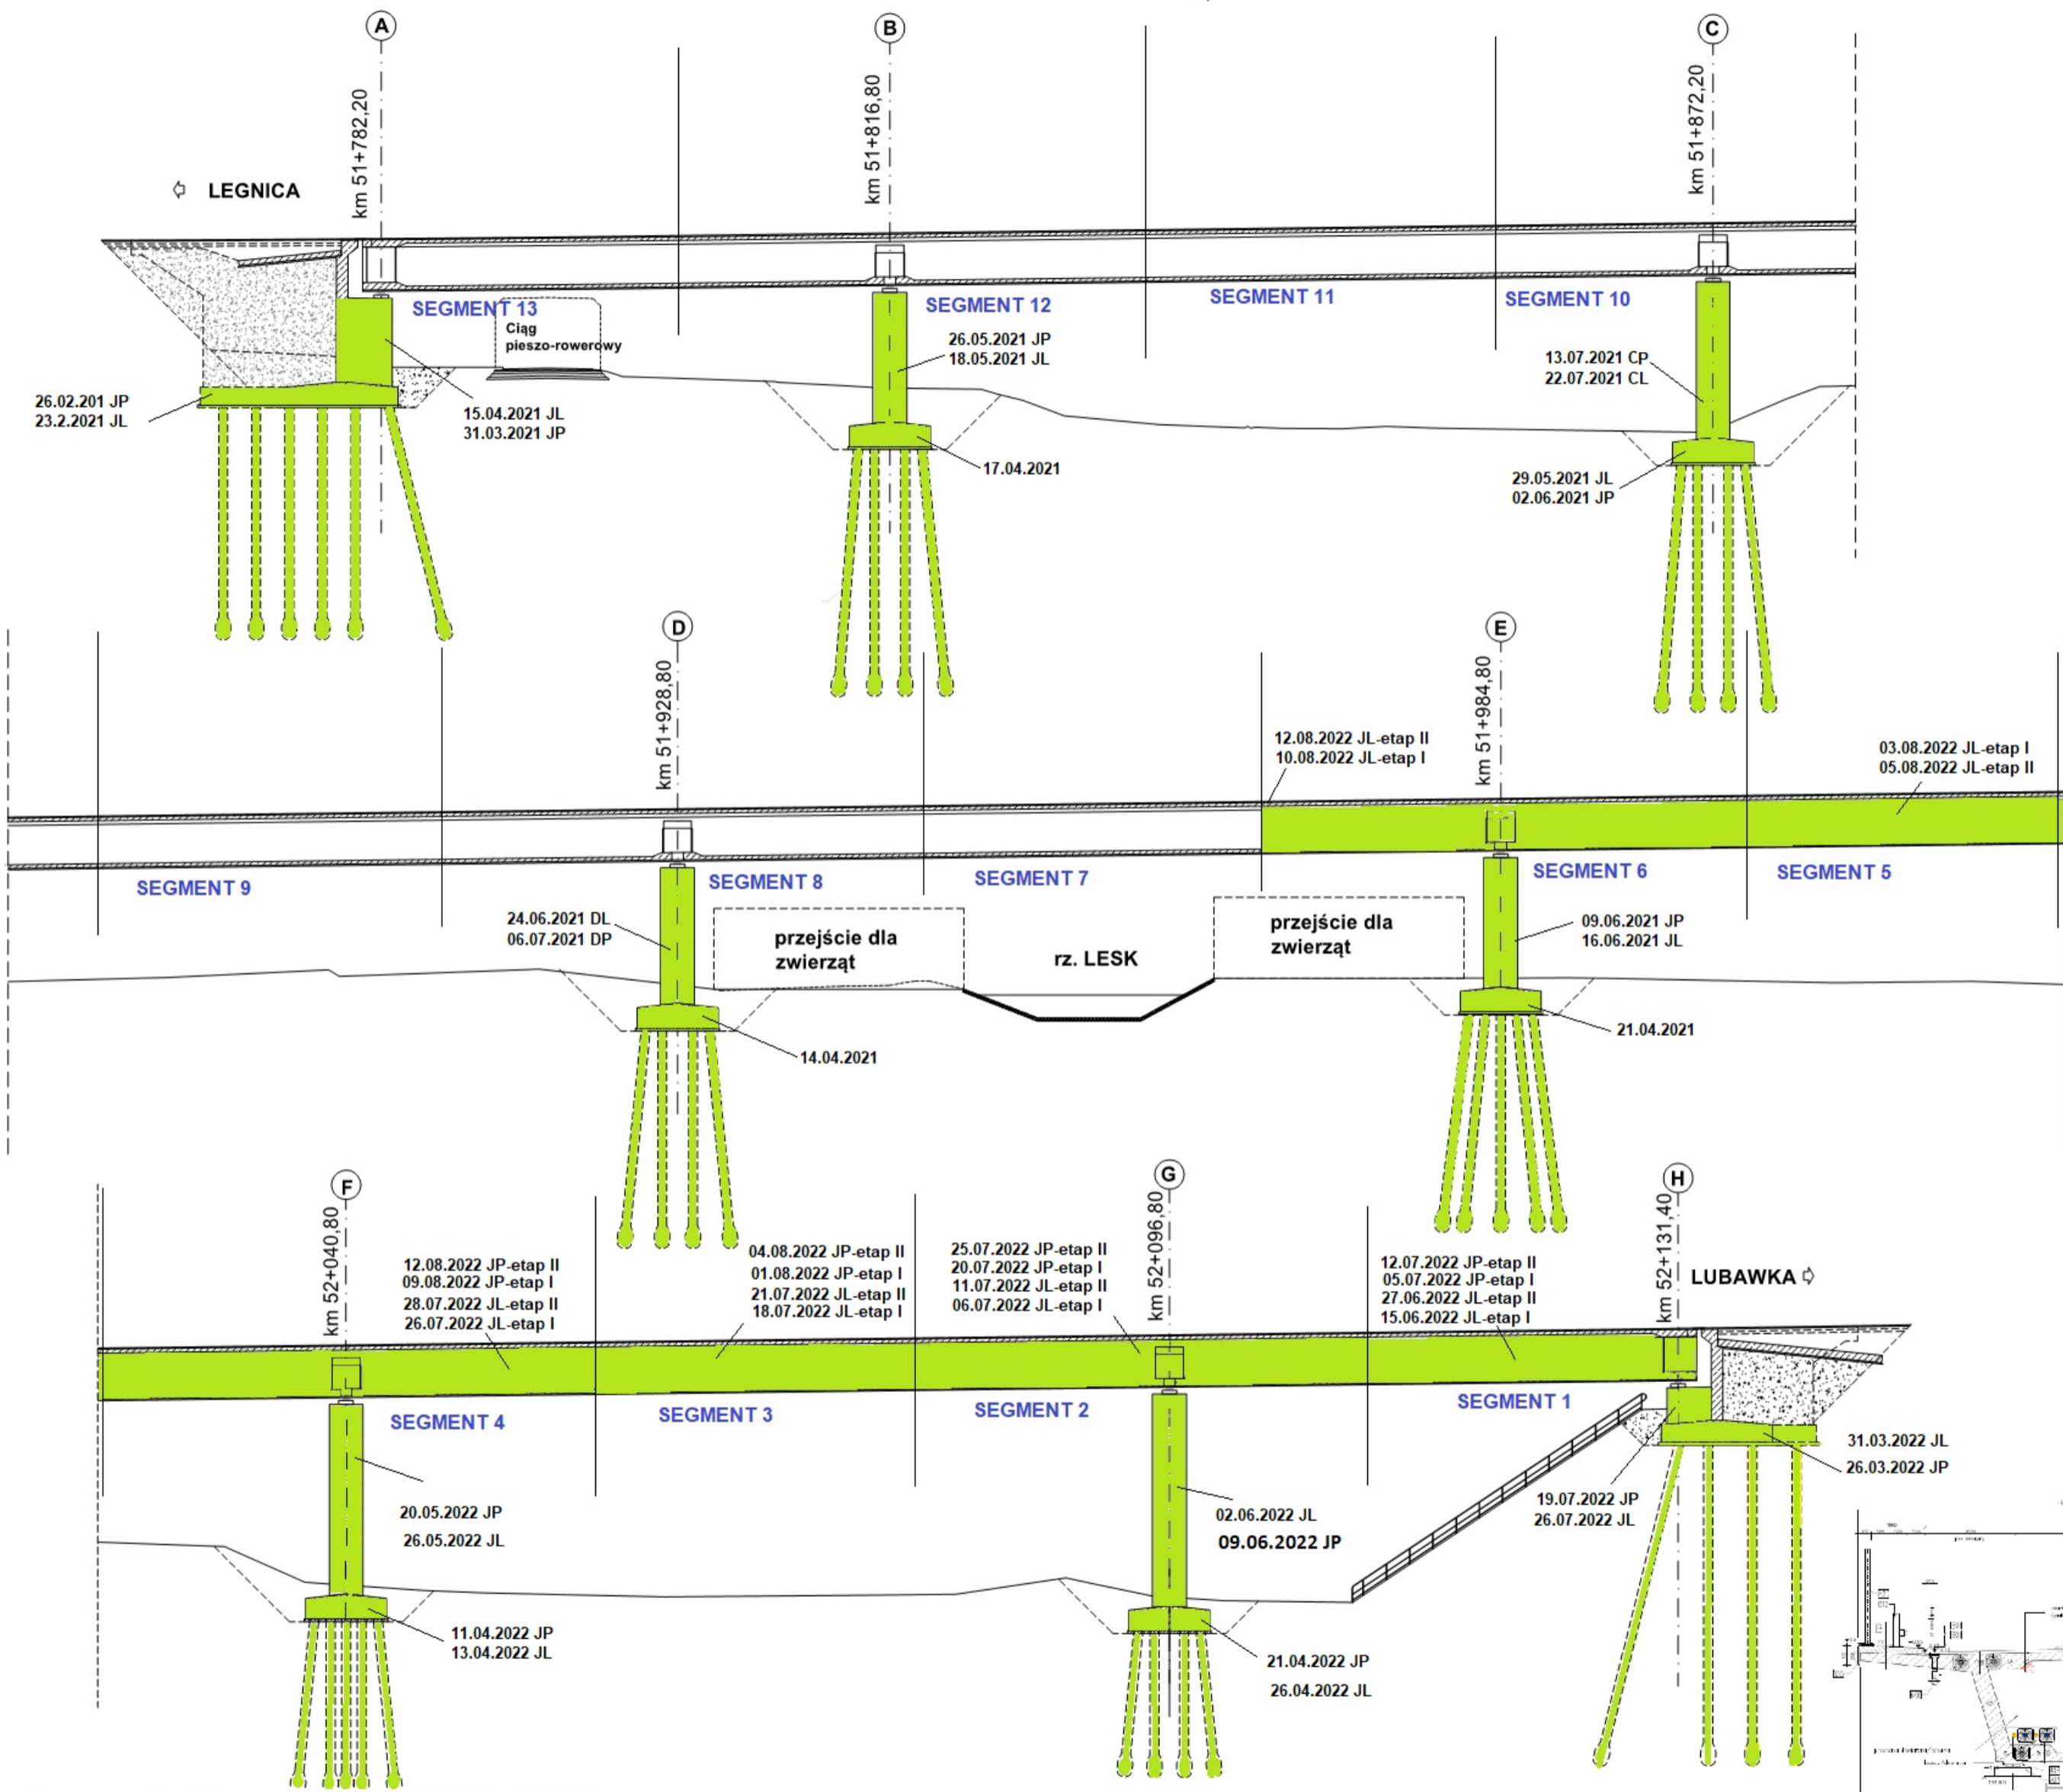 A
B
C
km 51+782,20
km 51+816,80
km 51+872,20
LEGNICA
SEGMENT 13
SEGMENT 12
SEGMENT 11
SEGMENT 10
Ciąg
pieszo-rowerowy
26.05.2021 JP
18.05.2021 JL
13.07.2021 CP
22.07.2021 CL
26.02.201 JP
23.2.2021 JL
15.04.2021 JL
31.03.2021 JP
17.04.2021
29.05.2021 JL
02.06.2021 JP
D
E
km 51+928,80
km 51+984,80
12.08.2022 JL-etap II
10.08.2022 JL-etap I
03.08.2022 JL-etap I
05.08.2022 JL-etap II
SEGMENT 9
SEGMENT 8
SEGMENT 7
SEGMENT 6
SEGMENT 5
24.06.2021 DL
06.07.2021 DP
przejście dla
zwierząt
rz. LESK
przejście dla
zwierząt
09.06.2021 JP
16.06.2021 JL
14.04.2021
21.04.2021
F
G
H
km 52+040,80
km 52+096,80
km 52+131,40
12.08.2022 JP-etap II
09.08.2022 JP-etap I
28.07.2022 JL-etap II
26.07.2022 JL-etap I
04.08.2022 JP-etap II
01.08.2022 JP-etap I
21.07.2022 JL-etap II
18.07.2022 JL-etap I
25.07.2022 JP-etap II
20.07.2022 JP-etap I
11.07.2022 JL-etap II
06.07.2022 JL-etap I
12.07.2022 JP-etap II
05.07.2022 JP-etap I
27.06.2022 JL-etap II
15.06.2022 JL-etap I
LUBAWKA
SEGMENT 4
SEGMENT 3
SEGMENT 2
SEGMENT 1
20.05.2022 JP
26.05.2022 JL
02.06.2022 JL
09.06.2022 JP
19.07.2022 JP
26.07.2022 JL
31.03.2022 JL
26.03.2022 JP
11.04.2022 JP
13.04.2022 JL
21.04.2022 JP
26.04.2022 JL